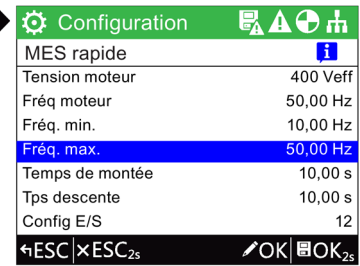 Configuration
MES rapide i
Tension moteur 400 Veff
Fréq moteur 50,00 Hz
Fréq. min. 10,00 Hz
Fréq. max. 50,00 Hz
Temps de montée 10,00 s
Tps descente 10,00 s
Config E/S 12
ESC ESC2s OK OK2s